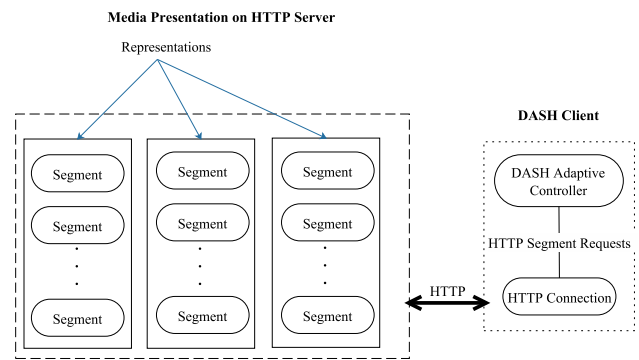 Media Presentation on HTTP Server
Representations
DASH Client
Segment Segment Segment
Segment Segment Segment
Segment Segment Segment
DASH Adaptive
Controller
HTTP Segment Requests
HTTP
HTTP Connection